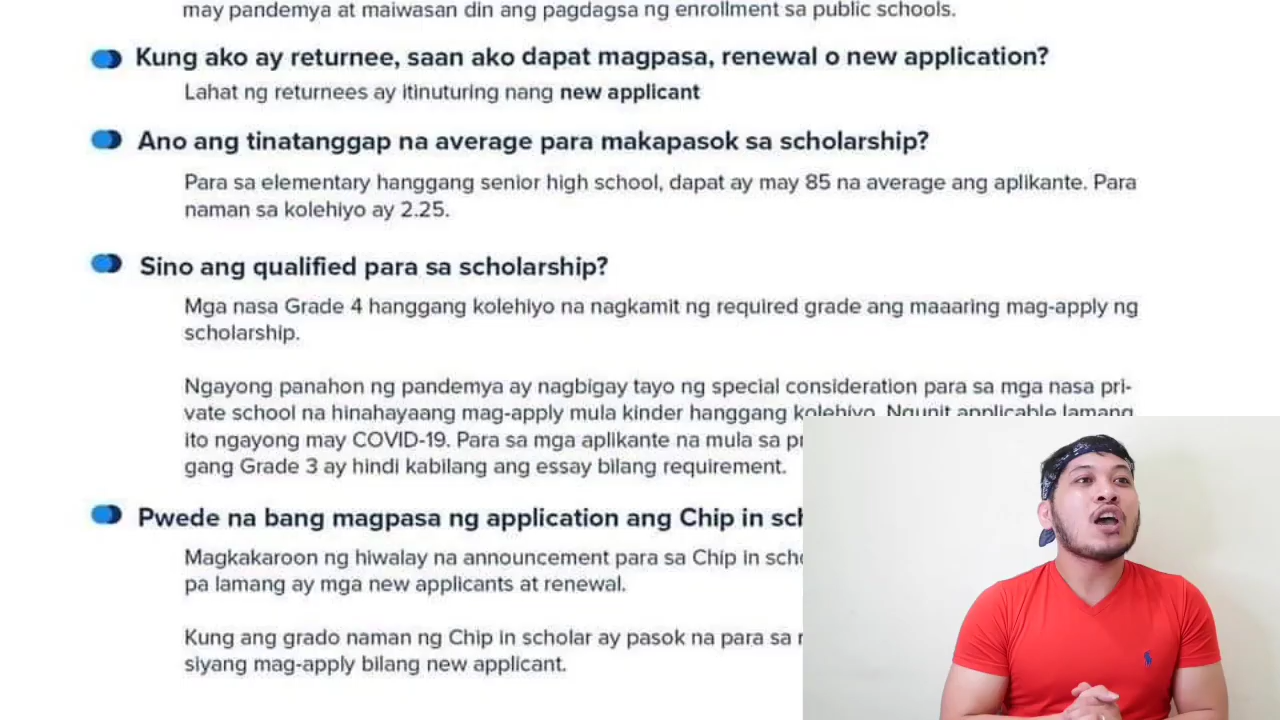 may pandemya at maiwasan din ang pagdagsa ng enrollment sa public schools.
Kung ako ay returnee, saan ako dapat magpasa, renewal o new application?
Lahat ng returnees ay itinuturing nang new applicant
Ano ang tinatanggap na average para makapasok sa scholarship?
Para sa elementary hanggang senior high school, dapat ay may 85 na average ang aplikante. Para
naman sa kolehiyo ay 2.25.
Sino ang qualified para sa scholarship?
Mga nasa Grade 4 hanggang kolehiyo na nagkamit ng required grade ang maaaring mag-apply ng
scholarship.
Ngayong panahon ng pandemya ay nagbigay tayo ng special consideration para sa mga nasa pri-
vate school na hinahayaang mag-apply mula kinder hanggang kolehiyo. Ngunit applicable lamang
ito ngayong may COVID-19. Para sa mga aplikante na mula sa
gang Grade 3 ay hindi kabilang ang essay bilang requirement.
Pwede na bang magpasa ng application ang Chip in
Magkakaroon ng hiwalay na announcement para sa Chip in
pa lamang ay mga new applicants at renewal.
Kung ang grado naman ng Chip in scholar ay pasok na para sa
siyang mag-apply bilang new applicant.